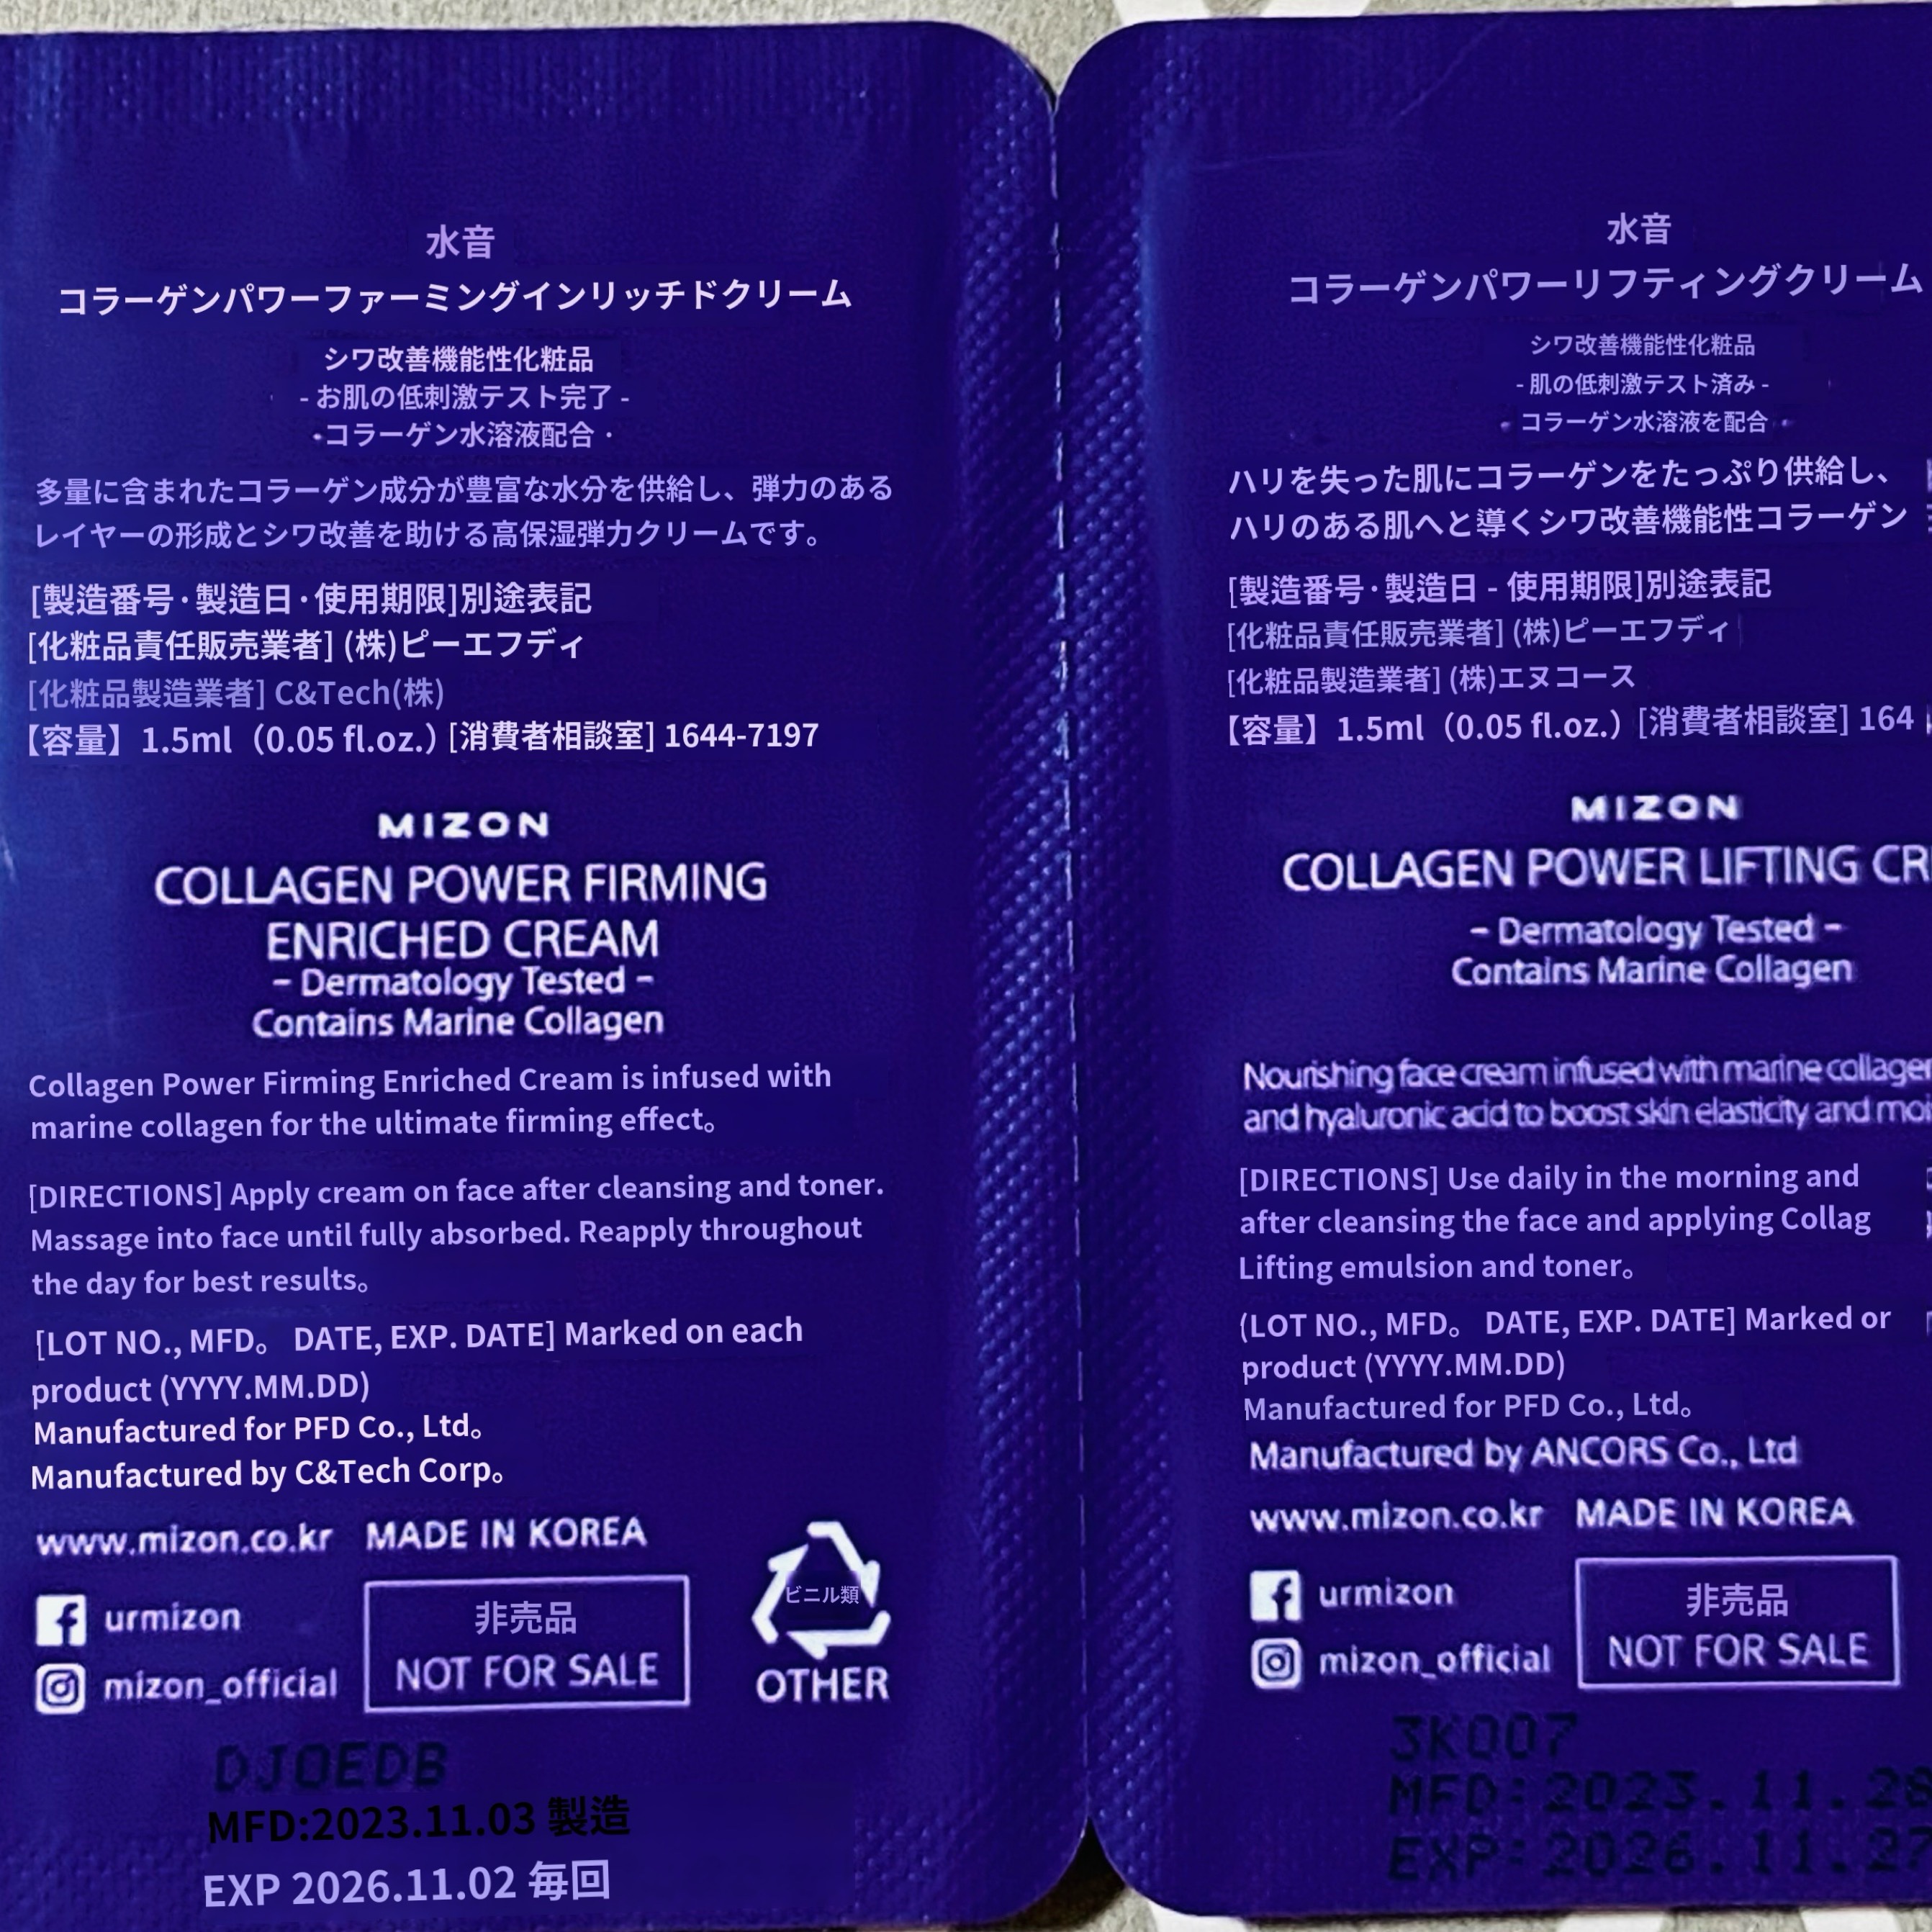 水音
コラーゲンパワーファーミングインリッチドクリーム
シワ改善機能性化粧品
- お肌の低刺激テスト完了 -
・コラーゲン水溶液配合・
多量に含まれたコラーゲン成分が豊富な水分を供給し、弾力のある
レイヤーの形成とシワ改善を助ける高保湿弾力クリームです。
[製造番号·製造日·使用期限]別途表記
[化粧品責任販売業者] (株)ピーエフディ
[化粧品製造業者] C&Tech(株)
【容量】1.5ml（0.05 fl.oz.）[消費者相談室] 1644-7197
MIZON
COLLAGEN POWER FIRMING
ENRICHED CREAM
– Dermatology Tested –
Contains Marine Collagen
Collagen Power Firming Enriched Cream is infused with
marine collagen for the ultimate firming effect。
[DIRECTIONS] Apply cream on face after cleansing and toner.
Massage into face until fully absorbed. Reapply throughout
the day for best results。
[LOT NO., MFD。 DATE, EXP. DATE] Marked on each
product (YYYY.MM.DD)
Manufactured for PFD Co., Ltd。
Manufactured by C&Tech Corp。
www.mizon.co.kr MADE IN KOREA
urmizon
mizon_official
非売品
NOT FOR SALE
ビニル類
OTHER
DJOEDB
MFD:2023.11.03 製造
EXP 2026.11.02 毎回
水音
コラーゲンパワーリフティングクリーム
シワ改善機能性化粧品
- 肌の低刺激テスト済み -
・コラーゲン水溶液を配合・
ハリを失った肌にコラーゲンをたっぷり供給し、
ハリのある肌へと導くシワ改善機能性コラーゲン
[製造番号·製造日 - 使用期限]別途表記
[化粧品責任販売業者] (株)ピーエフディ
[化粧品製造業者] (株)エヌコース
【容量】1.5ml（0.05 fl.oz.）[消費者相談室] 164
MIZON
COLLAGEN POWER LIFTING CR
– Dermatology Tested –
Contains Marine Collagen
Nourishing face cream infused with marine collagen
and hyaluronic acid to boost skin elasticity and moi
[DIRECTIONS] Use daily in the morning and
after cleansing the face and applying Collag
Lifting emulsion and toner。
(LOT NO., MFD。 DATE, EXP. DATE] Marked or
product (YYYY.MM.DD)
Manufactured for PFD Co., Ltd。
Manufactured by ANCORS Co., Ltd
www.mizon.co.kr MADE IN KOREA
urmizon
mizon_official
非売品
NOT FOR SALE
3K007
MFD:2023.11.28
EXP:2026.11.27